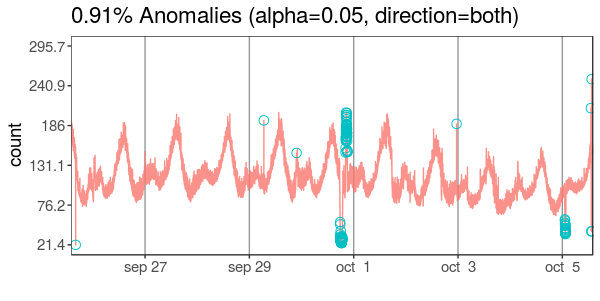 0.91% Anomalies (alpha=0.05, direction=both)
295.7
240.9
186
131.1
76.2
21.4
count
sep 27
sep 29
oct 1
oct 3
oct 5